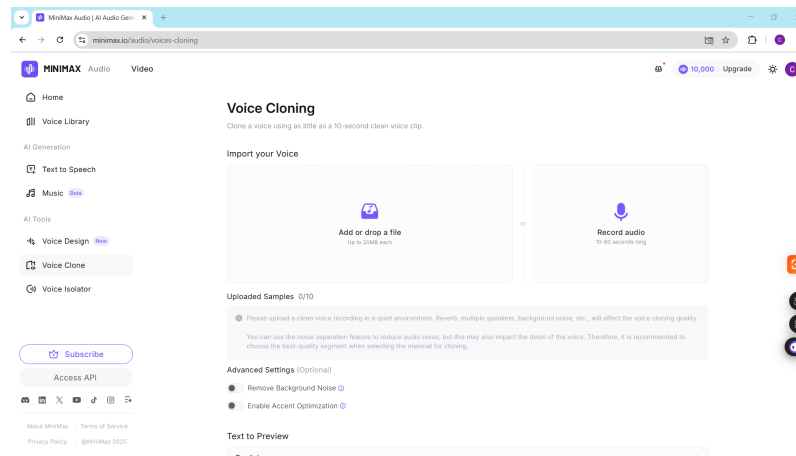 MiniMax Audio | AI Audio Gene
minimax.io/audio/voices-cloning
MINIMAX Audio Video
10,000 Upgrade
Home
Voice Library
AI Generation
Text to Speech
Music Beta
AI Tools
Voice Design New
Voice Clone
Voice Isolator
Subscribe
Access API
About MiniMax Terms of Service
Privacy Policy @MiniMax 2025
Voice Cloning
Clone a voice using as little as a 10-second clean voice clip.
Import your Voice
Add or drop a file
Up to 20MB each
or
Record audio
10-60 seconds long
Uploaded Samples 0/10
Please upload a clean voice recording in a quiet environment. Reverb, multiple speakers, background noise, etc., will affect the voice cloning quality.
You can use the noise separation feature to reduce audio noise, but this may also impact the detail of the voice. Therefore, it is recommended to
choose the best-quality segment when selecting the material for cloning.
Advanced Settings (Optional)
Remove Background Noise
Enable Accent Optimization
Text to Preview